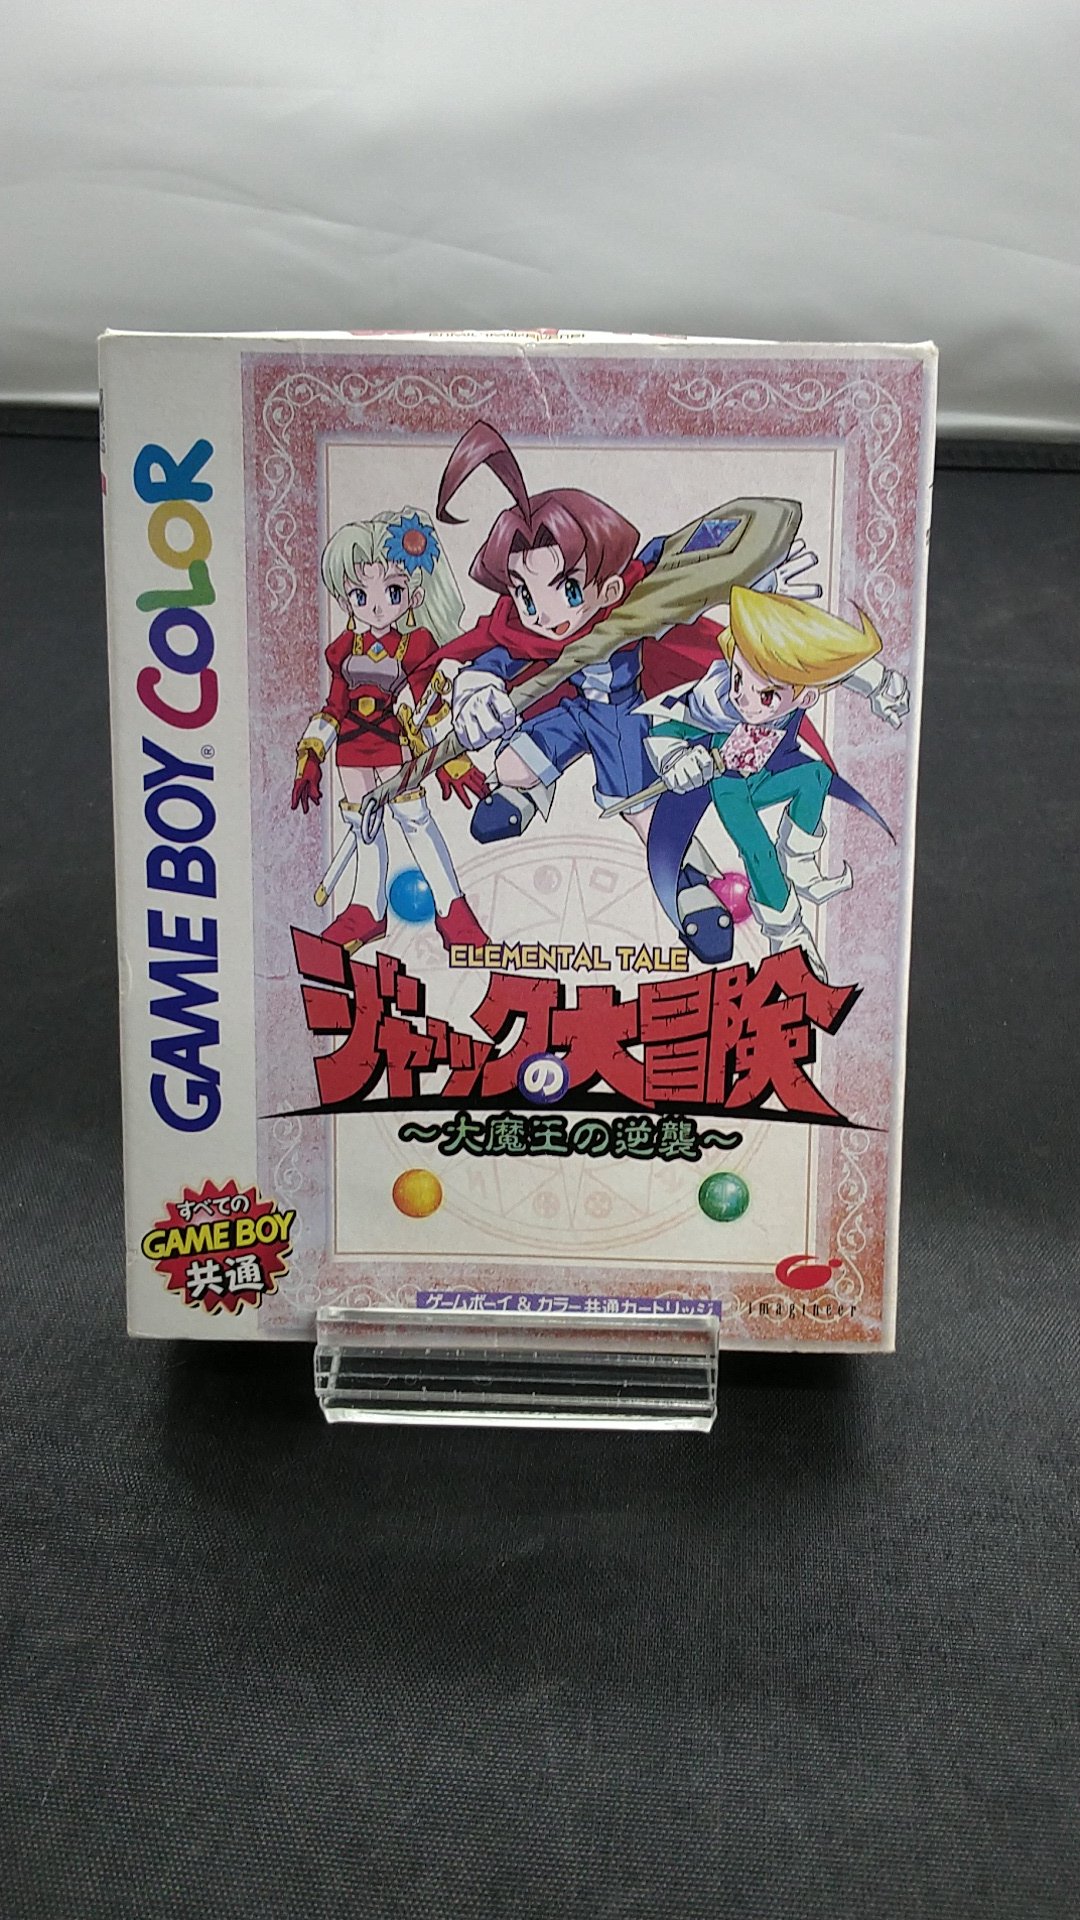 GAME BOY COLOR
®
ELEMENTAL TALE
ジャックの大冒険
～大魔王の逆襲～
すべての
GAME BOY
共通
ゲームボーイ & カラー共通カートリッジ
imagineer